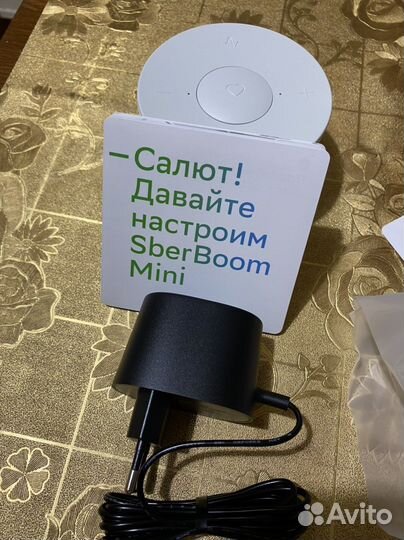 – Салют!
Давайте
настроим
SberBoom
Mini
Avito